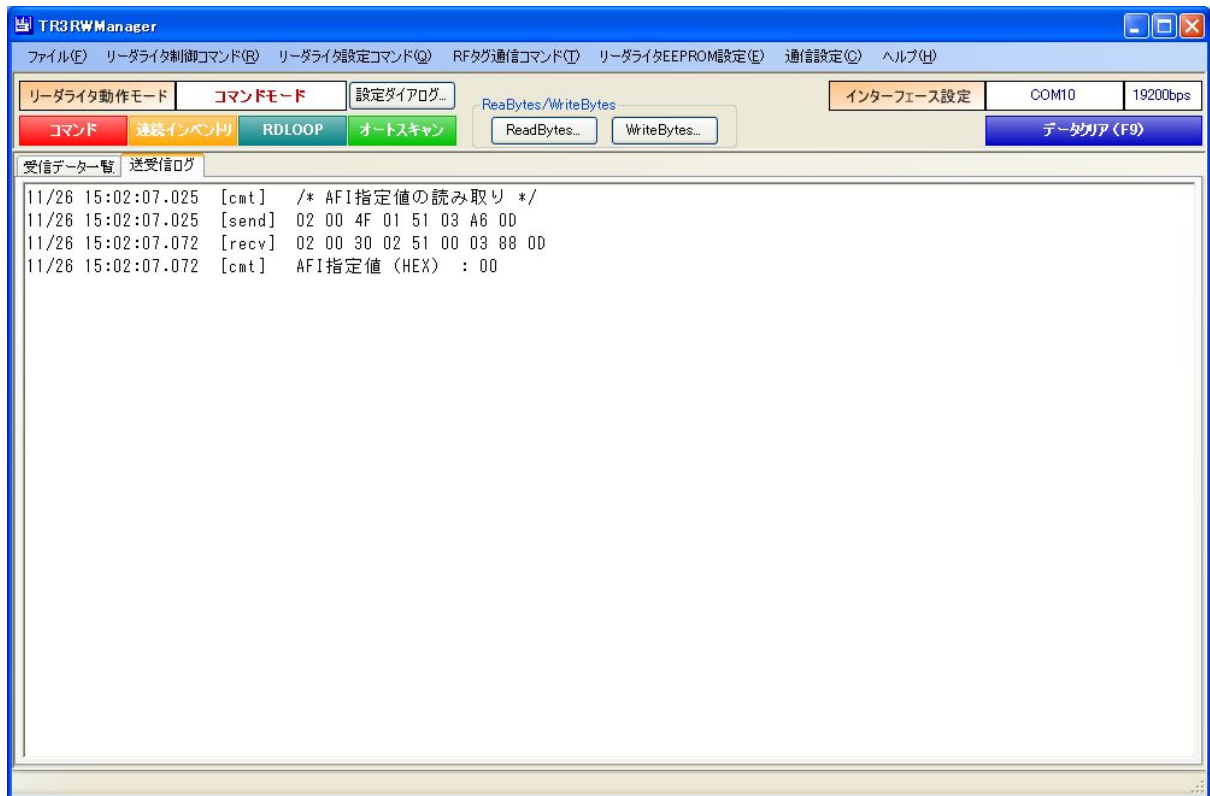 TR3RWManager
ファイル(F) リーダライタ制御コマンド(R) リーダライタ設定コマンド(Q) RFタグ通信コマンド(T) リーダライタEEPROM設定(E) 通信設定(C) ヘルプ(H)
リーダライタ動作モード コマンドモード 設定ダイアログ... ReaBytes/WriteBytes インターフェース設定 COM10 19200bps
コマンド 連続インベントリ RDLOOP オートスキャン ReadBytes... WriteBytes... データクリア(F9)
受信データ一覧 送受信ログ
11/26 15:02:07.025 [cmt] /* AFI指定値の読み取り */
11/26 15:02:07.025 [send] 02 00 4F 01 51 03 A6 0D
11/26 15:02:07.072 [recv] 02 00 30 02 51 00 03 88 0D
11/26 15:02:07.072 [cmt] AFI指定値(HEX) : 00